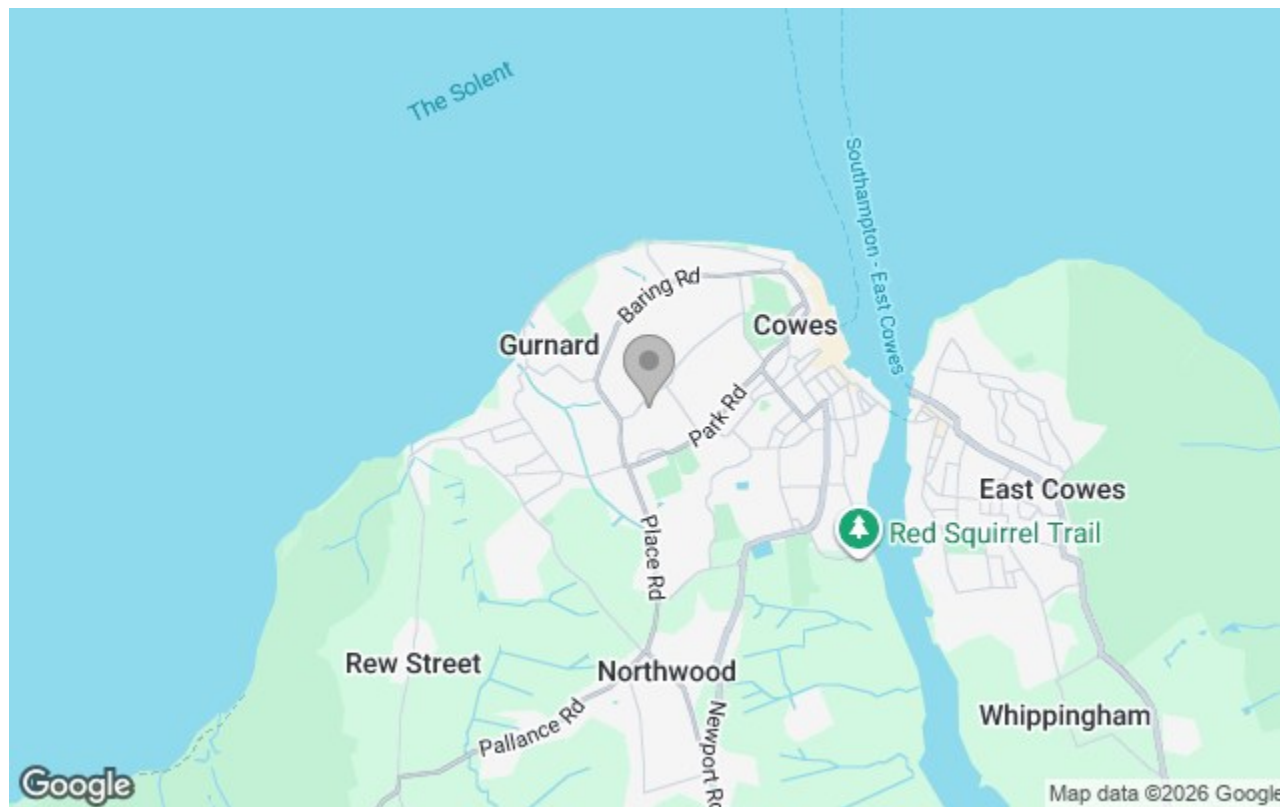 The Solent
Southampton - East Cowes
Baring Rd
Cowes
Gurnard
Park Rd
East Cowes
Red Squirrel Trail
Place Rd
Rew Street
Northwood
Whippingham
Pallance Rd
Newport Rd
Google
Map data ©2026 Google